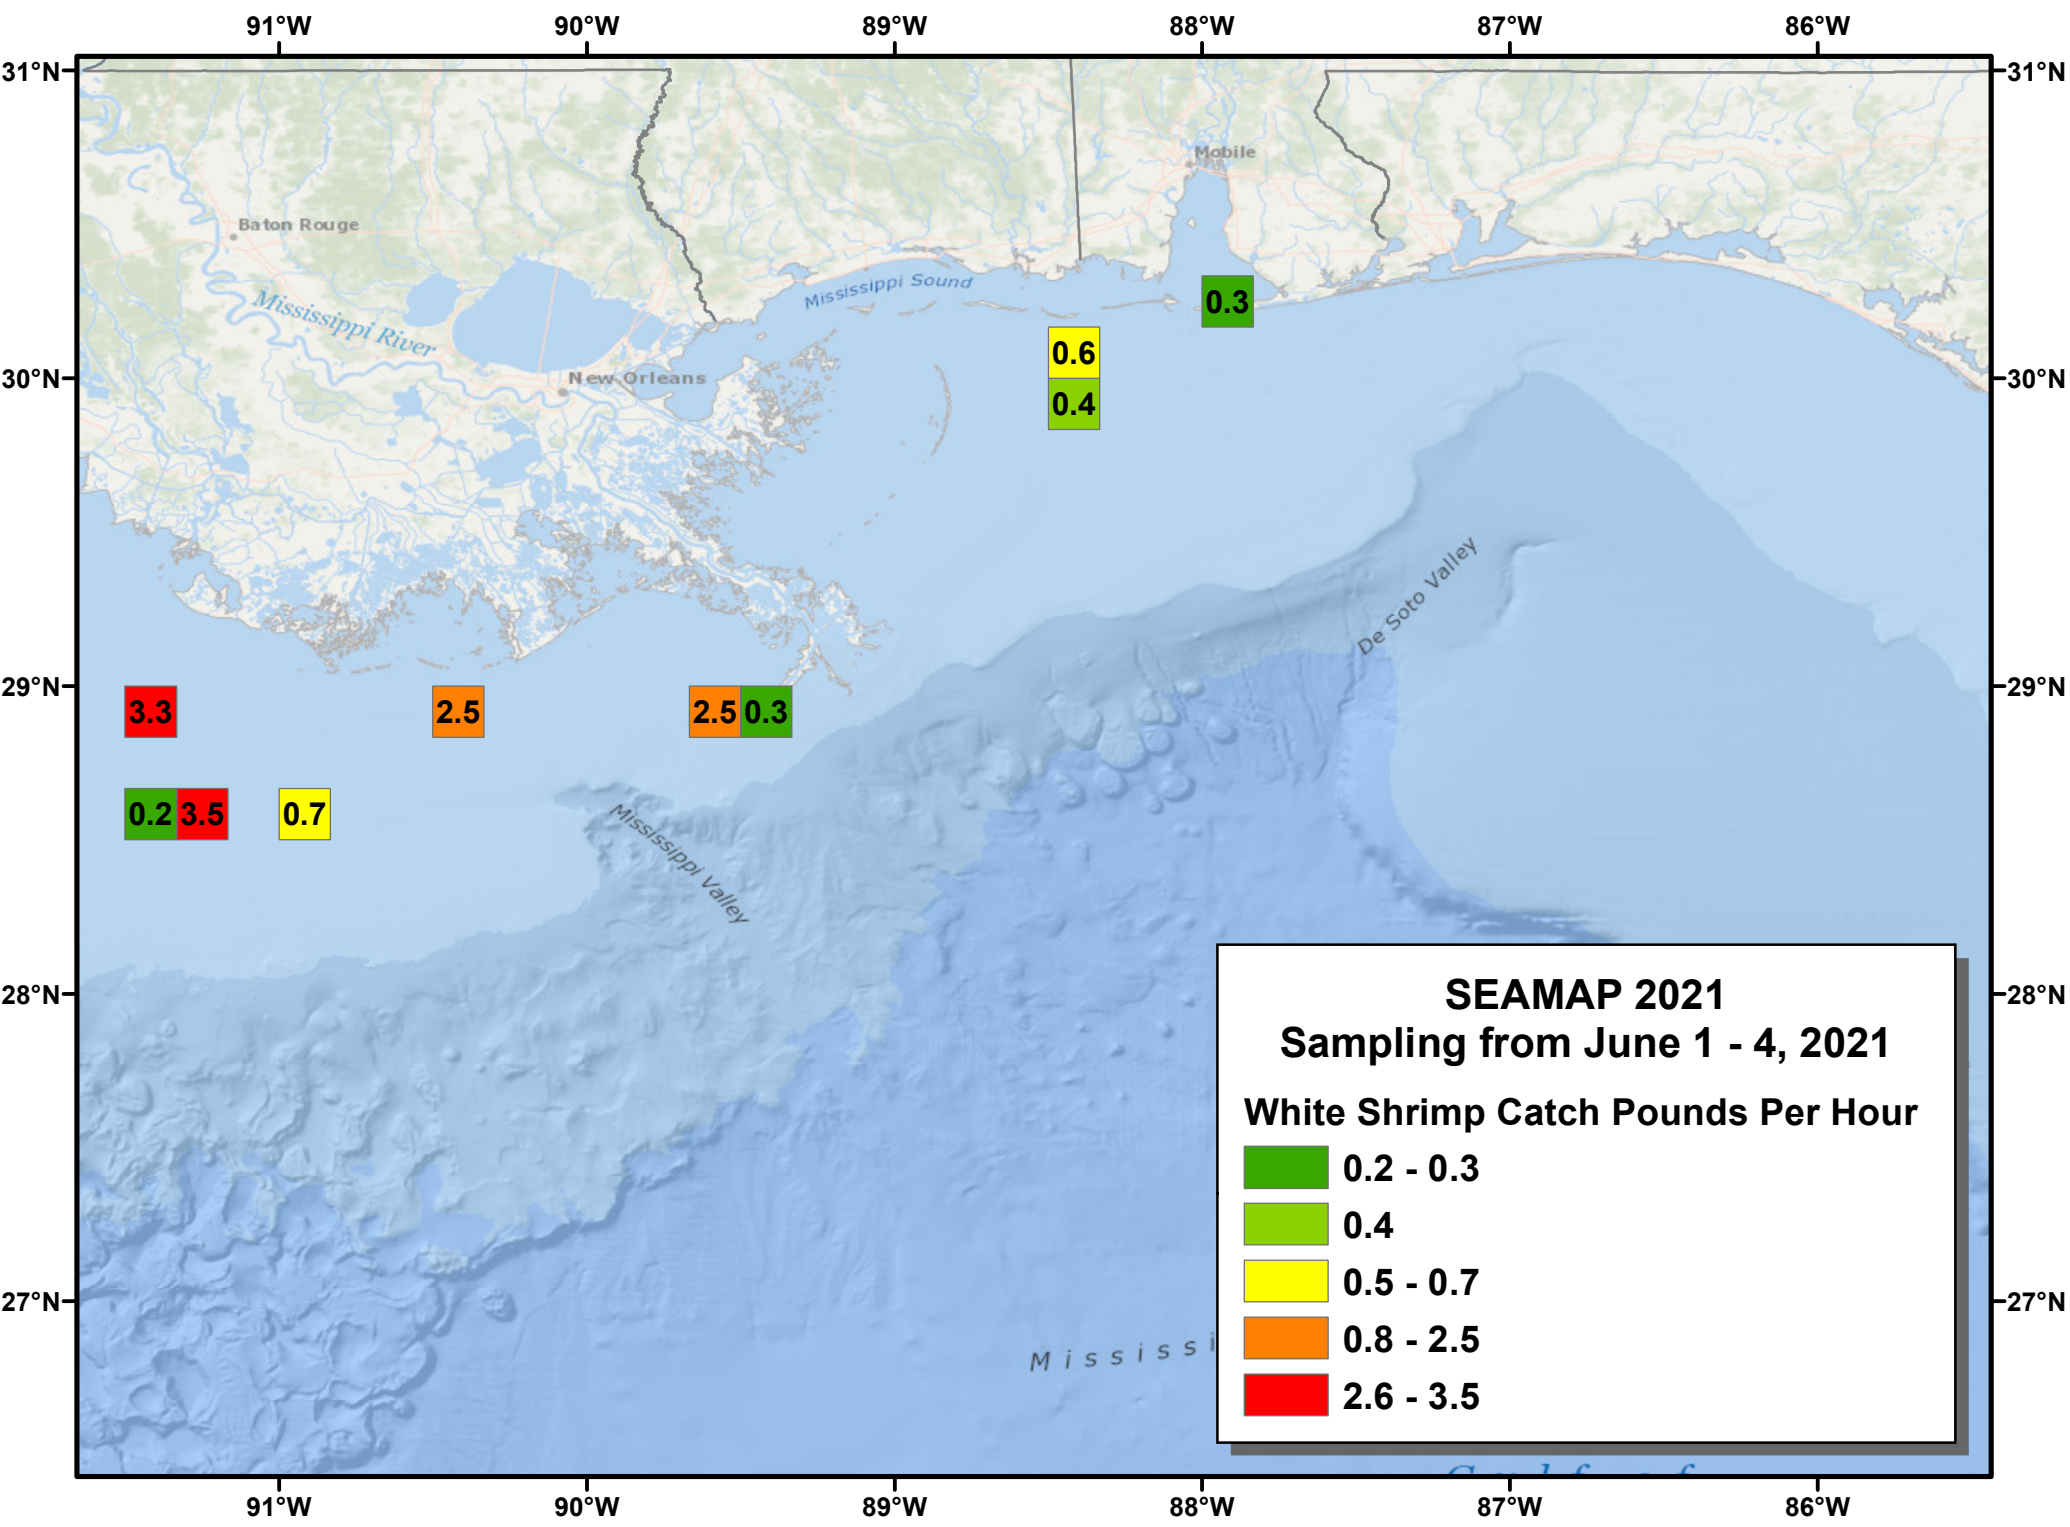 91°W 90°W 89°W 88°W 87°W 86°W
31°N 31°N
Mobile
Baton Rouge
Mississippi Sound
Mississippi River
0.3
0.6
30°N 30°N
New Orleans
0.4
De Soto Valley
29°N 29°N
3.3 2.5 2.5 0.3
0.2 3.5 0.7
Mississippi Valley
28°N 28°N
SEAMAP 2021
Sampling from June 1 - 4, 2021
White Shrimp Catch Pounds Per Hour
0.2 - 0.3
0.4
0.5 - 0.7
0.8 - 2.5
2.6 - 3.5
27°N 27°N
Mississi
91°W 90°W 89°W 88°W 87°W 86°W